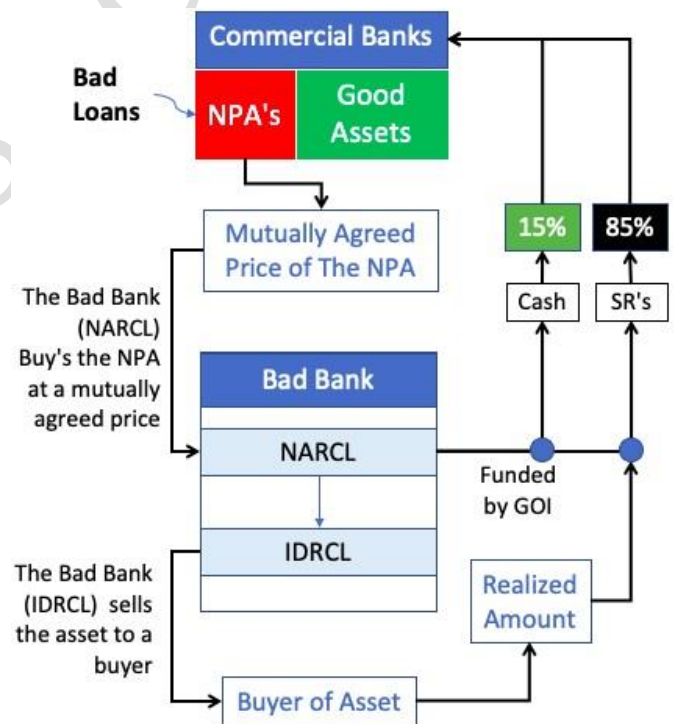 Commercial Banks
Bad
Loans
NPA's
Good
Assets
Mutually Agreed
Price of The NPA
15%
85%
Cash
SR's
The Bad Bank
(NARCL)
Buy's the NPA
at a mutually
agreed price
Bad Bank
NARCL
Funded
by GOI
IDRCL
The Bad Bank
(IDRCL) sells
the asset to a
buyer
Realized
Amount
Buyer of Asset